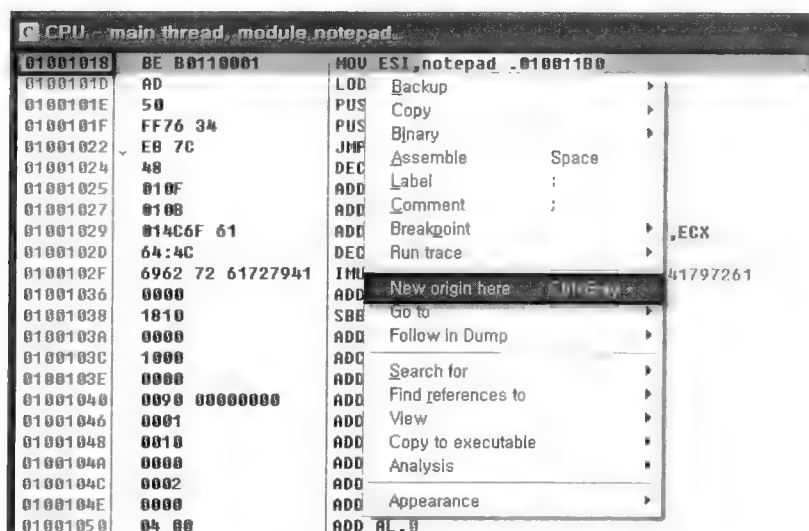 C CPU - main thread, module notepad
01001018 BE B0110001 MOV ESI,notepad .010011B0
0100101D AD LOD
0100101E 50 PUS
0100101F FF76 34 PUS
01001022 EB 7C JMP
01001024 48 DEC
01001025 010F ADD
01001027 010B ADD
01001029 014C6F 61 ADD ,ECX
0100102D 64:4C DEC
0100102F 6962 72 61727941 IMU 41797261
01001036 0000 ADD
01001038 1810 SBB
0100103A 0000 ADD
0100103C 1000 ADC
0100103E 0000 ADD
01001040 0090 00000000 ADD
01001046 0001 ADD
01001048 0010 ADD
0100104A 0000 ADD
0100104C 0002 ADD
0100104E 0000 ADD
01001050 04 00 ADD AL,0
Backup
Copy
Binary
Assemble Space
Label :
Comment ;
Breakpoint
Run trace
New origin here
Go to
Follow in Dump
Search for
Find references to
View
Copy to executable
Analysis
Appearance